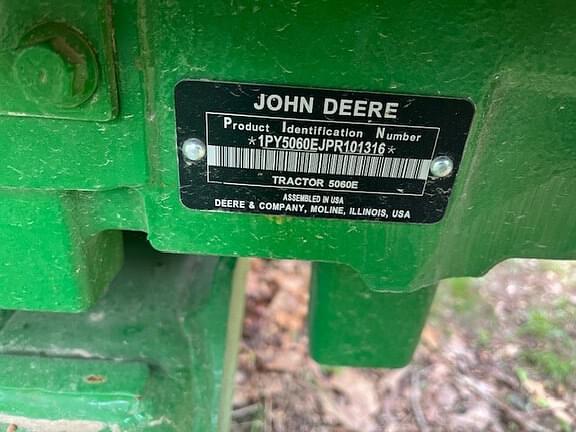 JOHN DEERE
Product Identification Number
*1PY5060EJPR101316*
TRACTOR 5060E
ASSEMBLED IN USA
DEERE & COMPANY, MOLINE, ILLINOIS, USA